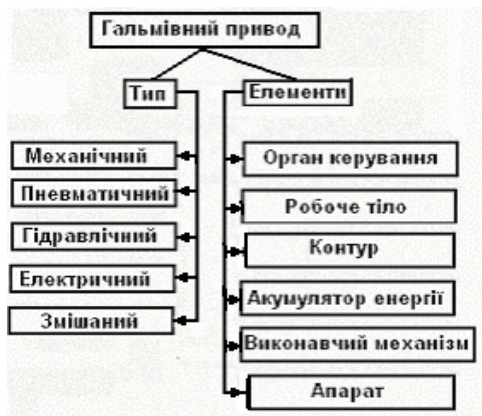 Гальмівний привод
Тип
Елементи
Механічний
Пневматичний
Гідравлічний
Електричний
Змішаний
Орган керування
Робоче тіло
Контур
Акумулятор енергії
Виконавчий механізм
Апарат